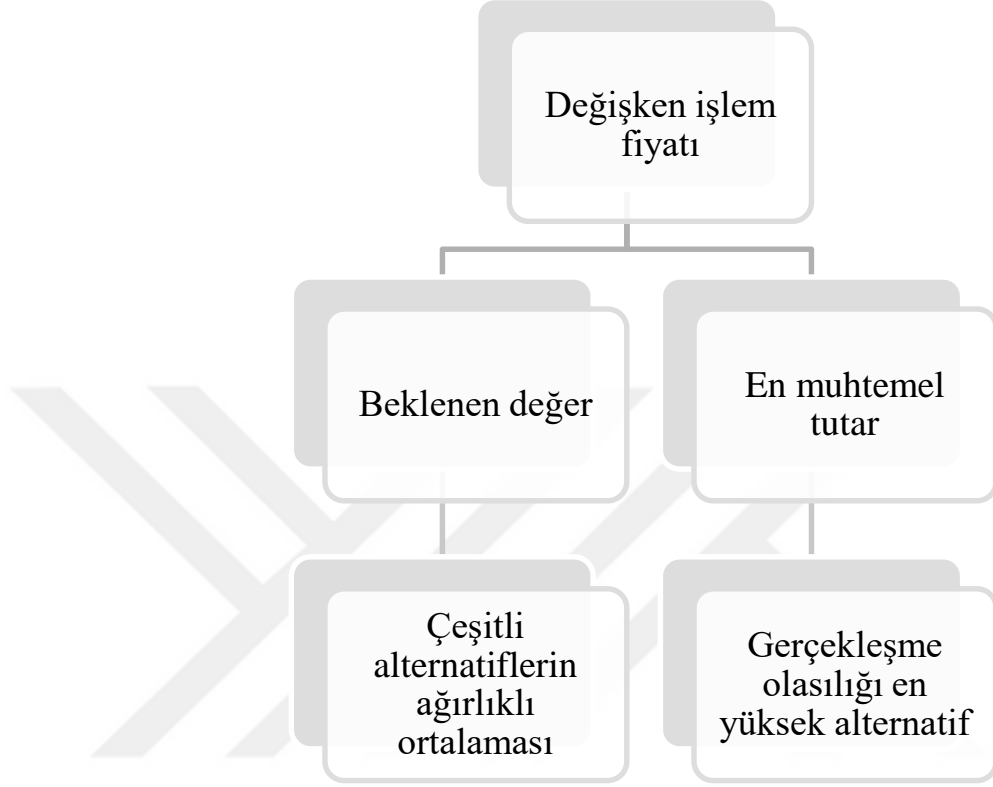 Değişken işlem
fiyatı
Beklenen değer
En muhtemel
tutar
Çeşitli
alternatiflerin
ağırlıklı
ortalaması
Gerçekleşme
olasılığı en
yüksek alternatif